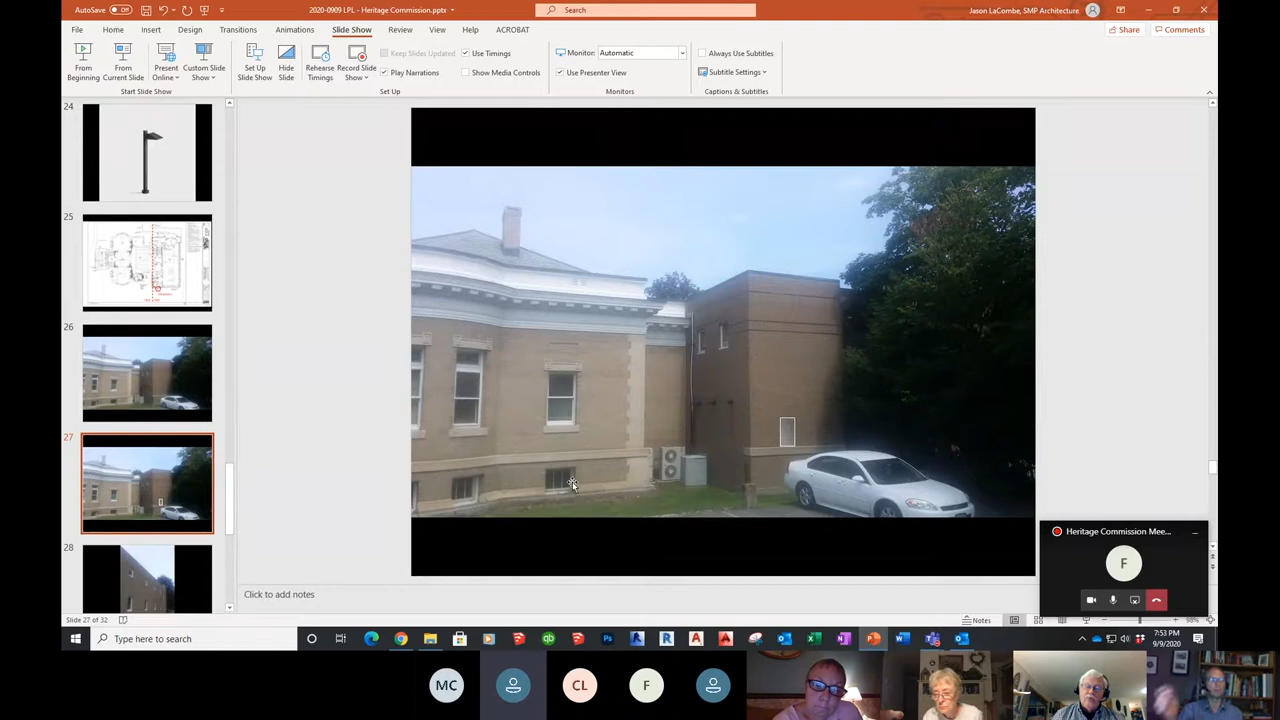 AutoSave Off 2020-0909 LPL - Heritage Commission.pptx Search Jason LaCombe, SMP Architecture
File Home Insert Design Transitions Animations Slide Show Review View Help ACROBAT Share Comments
From Beginning
From Current Slide
Present Online
Custom Slide Show
Start Slide Show
Set Up Slide Show
Hide Slide
Rehearse Timings
Record Slide Show
Keep Slides Updated
Play Narrations
Use Timings
Show Media Controls
Set Up
Monitor: Automatic
Use Presenter View
Monitors
Always Use Subtitles
Subtitle Settings
Captions & Subtitles
24
25
26
27
28
Heritage Commission Mee...
F
Click to add notes
Slide 27 of 32 Notes 98%
Type here to search
7:53 PM
9/9/2020
MC CL F